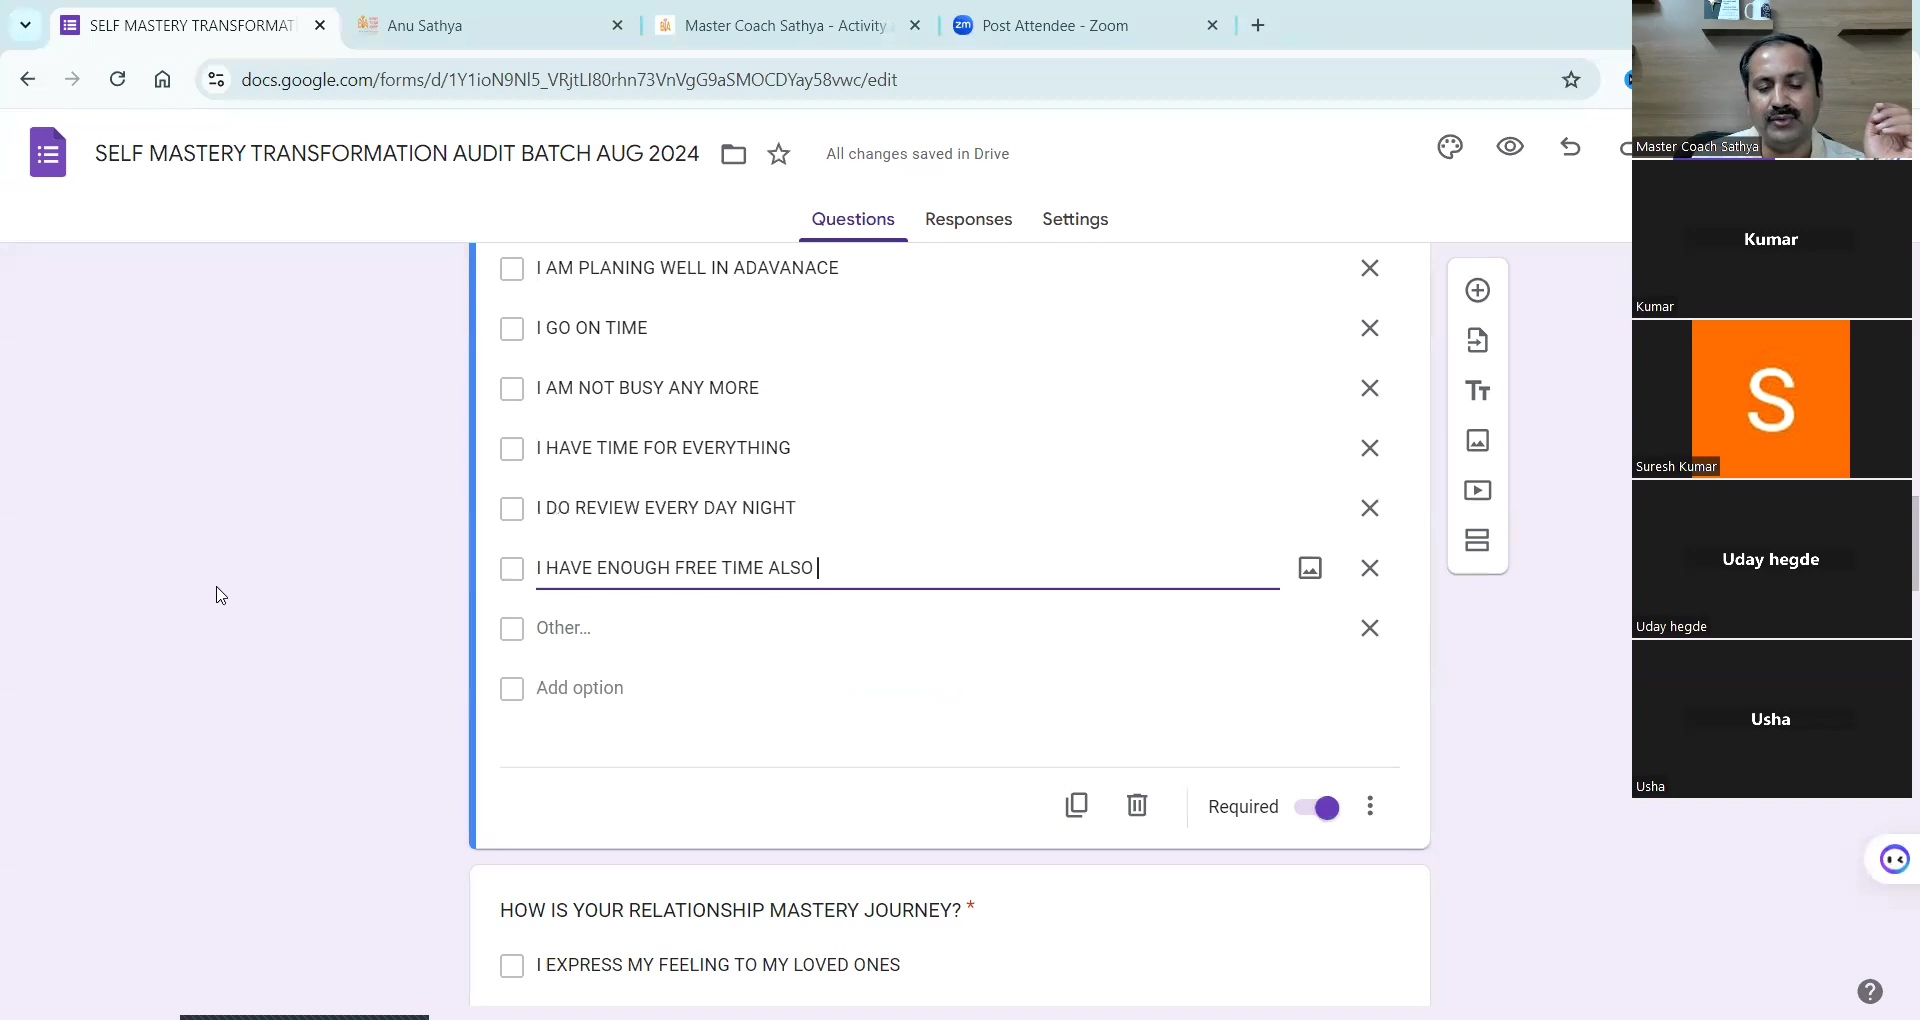 SELF MASTERY TRANSFORMAT
Anu Sathya
Master Coach Sathya - Activity
zm
Post Attendee - Zoom
docs.google.com/forms/d/1Y1ioN9Nl5_VRjtLI80rhn73VnVgG9aSMOCDYay58vwc/edit
SELF MASTERY TRANSFORMATION AUDIT BATCH AUG 2024
All changes saved in Drive
Questions
Responses
Settings
I AM PLANING WELL IN ADAVANACE
I GO ON TIME
I AM NOT BUSY ANY MORE
I HAVE TIME FOR EVERYTHING
I DO REVIEW EVERY DAY NIGHT
I HAVE ENOUGH FREE TIME ALSO
Other...
Add option
Required
HOW IS YOUR RELATIONSHIP MASTERY JOURNEY? *
I EXPRESS MY FEELING TO MY LOVED ONES
Tт
Master Coach Sathya
Kumar
Kumar
S
Suresh Kumar
Uday hegde
Uday hegde
Usha
Usha